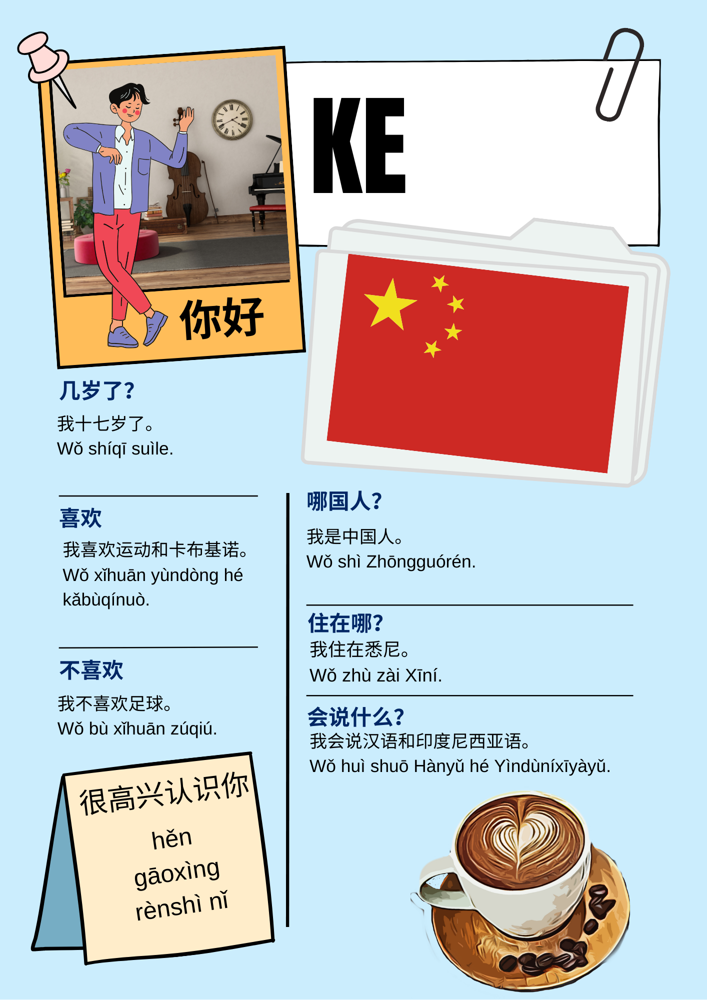 KE
你好
几岁了？
我十七岁了。
Wǒ shíqī suìle.
喜欢
我喜欢运动和卡布基诺。
Wǒ xǐhuān yùndòng hé
kǎbùqínuò.
不喜欢
我不喜欢足球。
Wǒ bù xǐhuān zúqiú.
很高兴认识你
hěn
gāoxìng
rènshì nǐ
哪国人？
我是中国人。
Wǒ shì Zhōngguórén.
住在哪？
我住在悉尼。
Wǒ zhù zài Xīní.
会说什么？
我会说汉语和印度尼西亚语。
Wǒ huì shuō Hànyǔ hé Yìndùníxīyàyǔ.